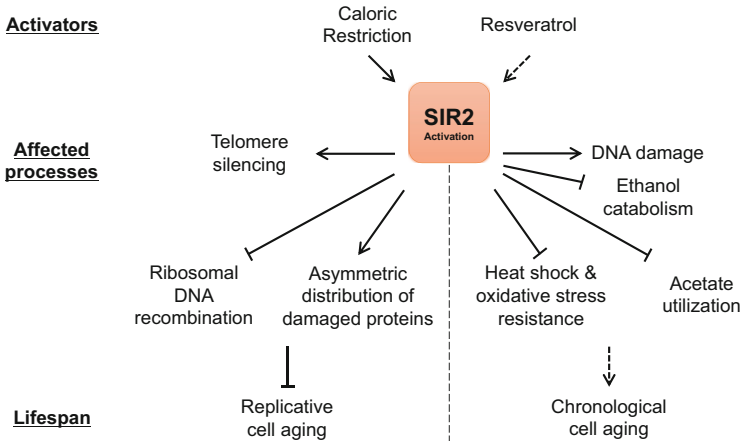 Activators
Caloric
Restriction
Resveratrol
SIR2
Activation
Affected
processes
Telomere
silencing
DNA damage
Ethanol
catabolism
Ribosomal
DNA
recombination
Asymmetric
distribution of
damaged proteins
Heat shock &
oxidative stress
resistance
Acetate
utilization
Lifespan
Replicative
cell aging
Chronological
cell aging